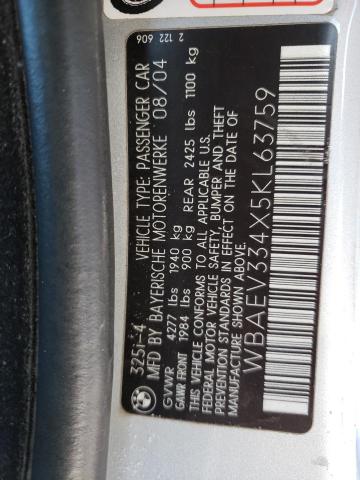 2 122 606
325i-4 VEHICLE TYPE: PASSENGER CAR
MFD BY BAYERISCHE MOTORENWERKE 08/04
GVWR 4277 lbs 1940 kg
GAWR FRONT 1984 lbs 900 kg REAR 2425 lbs 1100 kg
THIS VEHICLE CONFORMS TO ALL APPLICABLE U.S.
FEDERAL MOTOR VEHICLE SAFETY, BUMPER AND THEFT
PREVENTION STANDARDS IN EFFECT ON THE DATE OF
MANUFACTURE SHOWN ABOVE.
WBAEV334X5KL63759